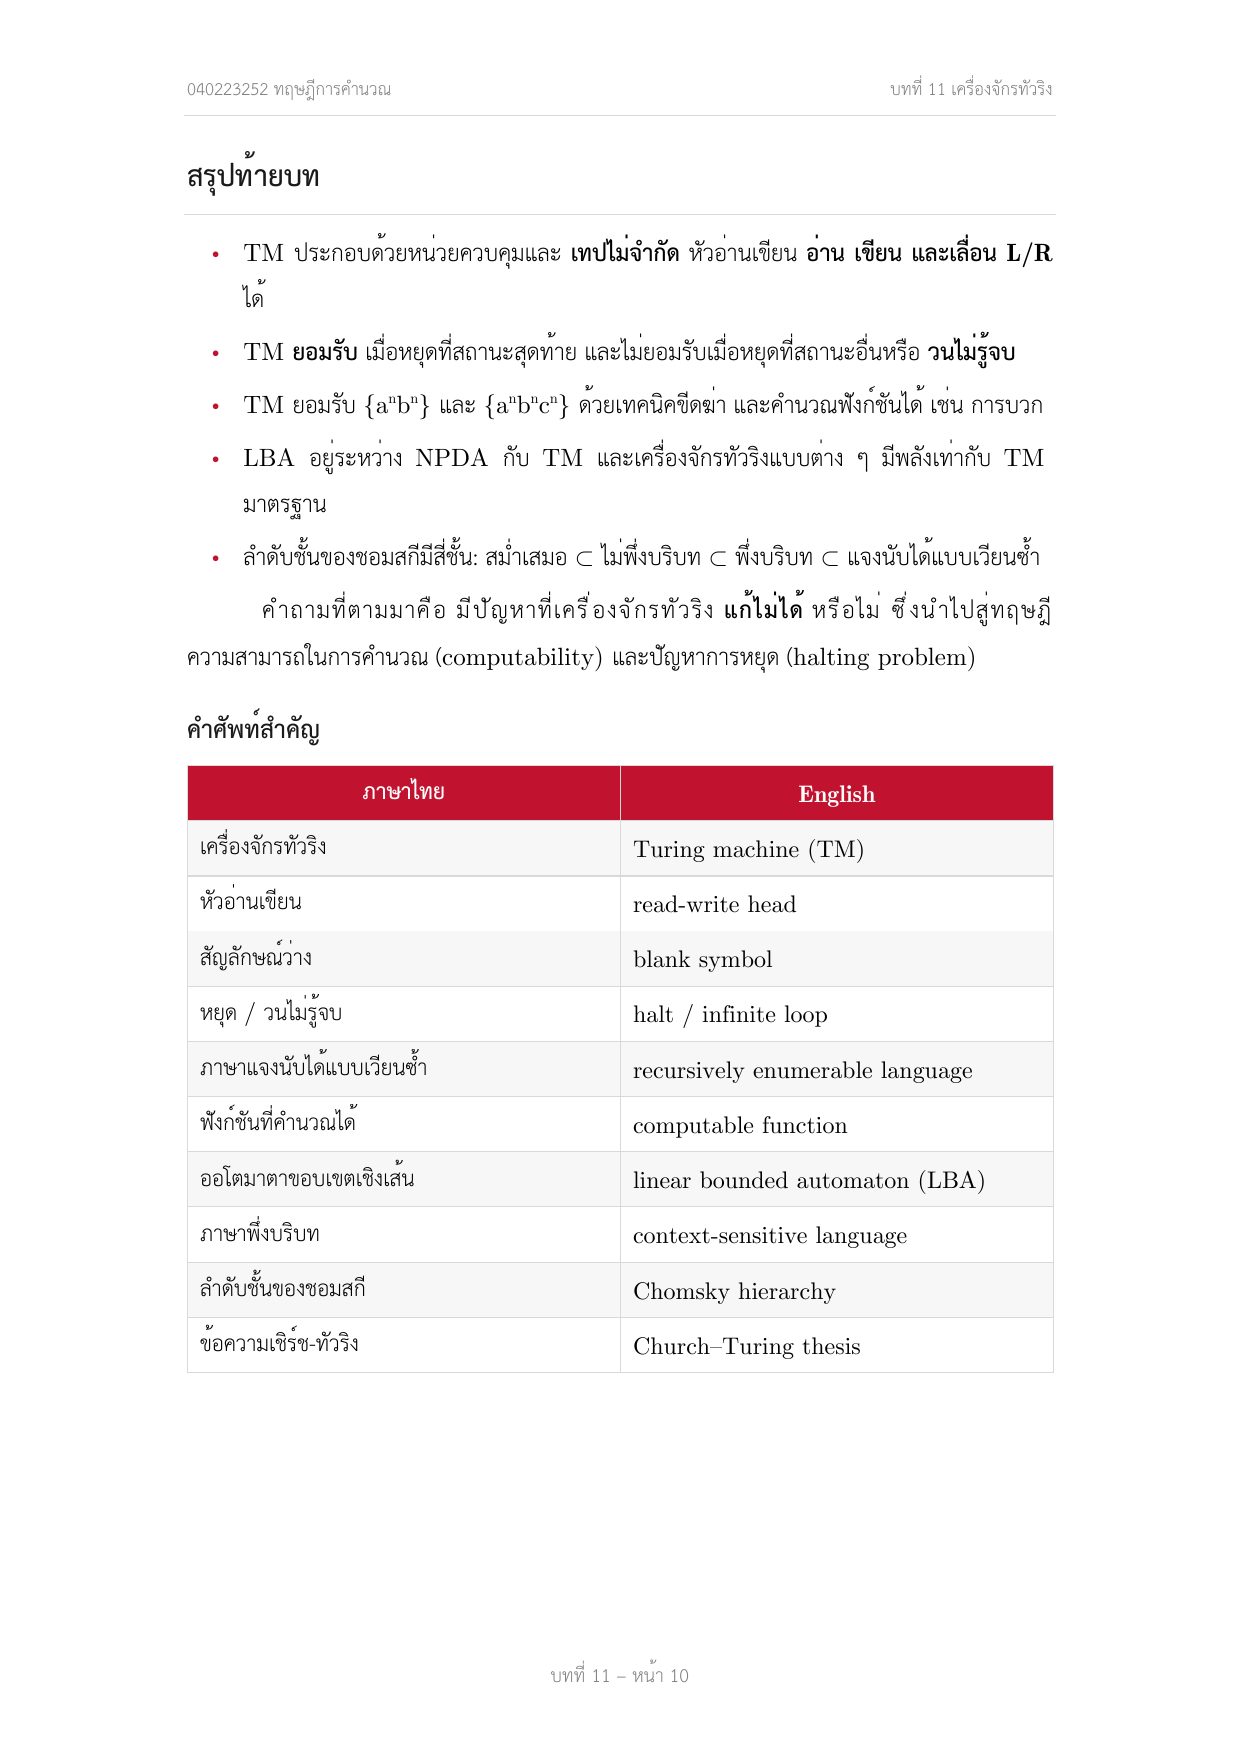 040223252 ทฤษฎีการคำนวณ บทที่ 11 เครื่องจักรทัวริง
สรุปท้ายบท
• TM ประกอบด้วยหน่วยควบคุมและ เทปไม่จำกัด หัวอ่านเขียน อ่าน เขียน และเลื่อน L/R
ได้
• TM ยอมรับ เมื่อหยุดที่สถานะสุดท้าย และไม่ยอมรับเมื่อหยุดที่สถานะอื่นหรือ วนไม่รู้จบ
• TM ยอมรับ {aⁿbⁿ} และ {aⁿbⁿcⁿ} ด้วยเทคนิคขีดฆ่า และคำนวณฟังก์ชันได้ เช่น การบวก
• LBA อยู่ระหว่าง NPDA กับ TM และเครื่องจักรทัวริงแบบต่าง ๆ มีพลังเท่ากับ TM
มาตรฐาน
• ลำดับชั้นของชอมสกีมีสี่ชั้น: สม่ำเสมอ ⊂ ไม่พึ่งบริบท ⊂ พึ่งบริบท ⊂ แจงนับได้แบบเวียนซ้ำ
คำถามที่ตามมาคือ มีปัญหาที่เครื่องจักรทัวริง แก้ไม่ได้ หรือไม่ ซึ่งนำไปสู่ทฤษฎี
ความสามารถในการคำนวณ (computability) และปัญหาการหยุด (halting problem)
คำศัพท์สำคัญ
ภาษาไทย English
เครื่องจักรทัวริง Turing machine (TM)
หัวอ่านเขียน read-write head
สัญลักษณ์ว่าง blank symbol
หยุด / วนไม่รู้จบ halt / infinite loop
ภาษาแจงนับได้แบบเวียนซ้ำ recursively enumerable language
ฟังก์ชันที่คำนวณได้ computable function
ออโตมาตาขอบเขตเชิงเส้น linear bounded automaton (LBA)
ภาษาพึ่งบริบท context-sensitive language
ลำดับชั้นของชอมสกี Chomsky hierarchy
ข้อความเชิร์ช-ทัวริง Church–Turing thesis
บทที่ 11 – หน้า 10